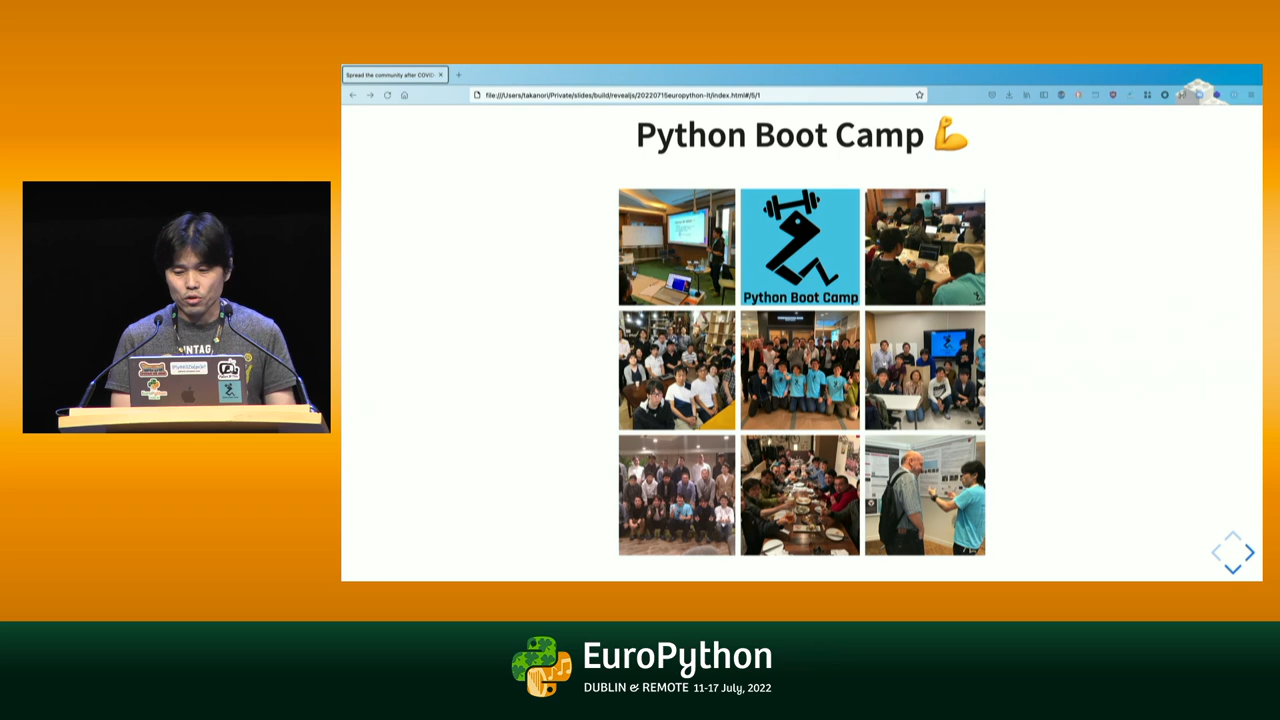 Spread the community after COVID
file:///Users/takanori/Private/slides/build/revealjs/20220715europython-lt/index.html#/5/1
Python Boot Camp 💪
Python Boot Camp
INTAG
EuroPython
DUBLIN & REMOTE 11-17 July, 2022